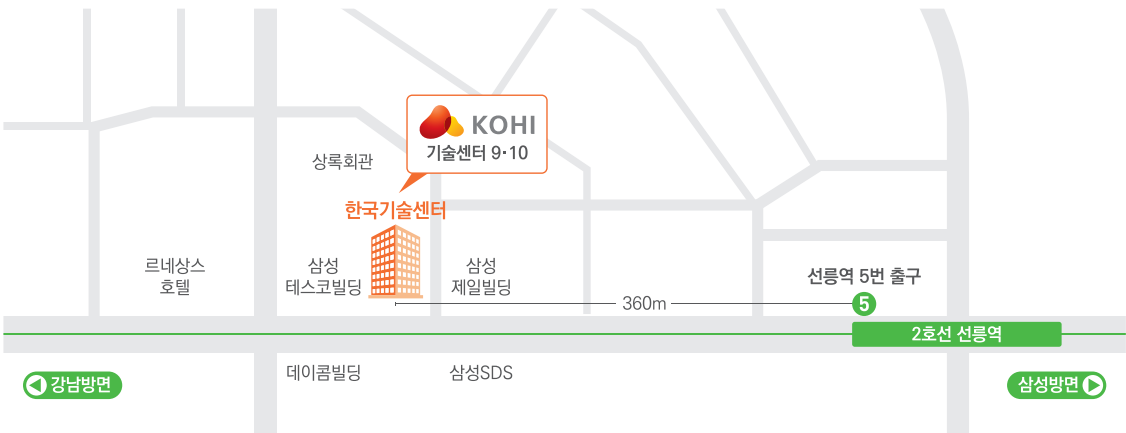 KOHI
기술센터 9·10
상록회관
한국기술센터
르네상스
호텔
삼성
테스코빌딩
삼성
제일빌딩
선릉역 5번 출구
360m
5
2호선 선릉역
데이콤빌딩
삼성SDS
강남방면
삼성방면